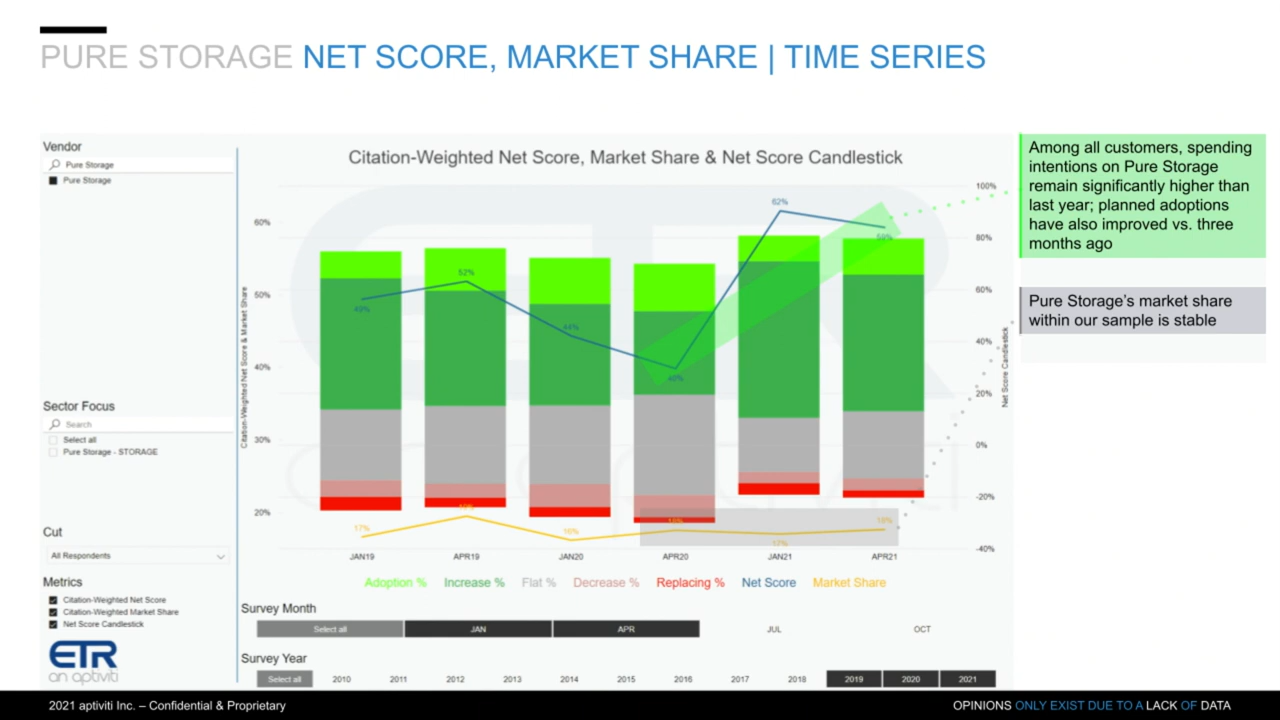 PURE STORAGE NET SCORE, MARKET SHARE | TIME SERIES
Vendor
Pure Storage
Pure Storage
Sector Focus
Search
Select all
Pure Storage - STORAGE
Cut
All Respondents
Metrics
Citation-Weighted Net Score
Citation-Weighted Market Share
Net Score Candlestick
ETR
an aptiviti
Citation-Weighted Net Score, Market Share & Net Score Candlestick
Citation-Weighted Net Score & Market Share
60%
50%
40%
30%
20%
100%
80%
60%
40%
20%
0%
-20%
-40%
Net Score Candlestick
49%
52%
44%
62%
59%
17%
16%
17%
18%
JAN19
APR19
JAN20
APR20
JAN21
APR21
Adoption % Increase % Flat % Decrease % Replacing % Net Score Market Share
Survey Month
Select all JAN APR JUL OCT
Survey Year
Select all 2010 2011 2012 2013 2014 2015 2016 2017 2018 2019 2020 2021
Among all customers, spending
intentions on Pure Storage
remain significantly higher than
last year; planned adoptions
have also improved vs. three
months ago
Pure Storage’s market share
within our sample is stable
2021 aptiviti Inc. – Confidential & Proprietary
OPINIONS ONLY EXIST DUE TO A LACK OF DATA